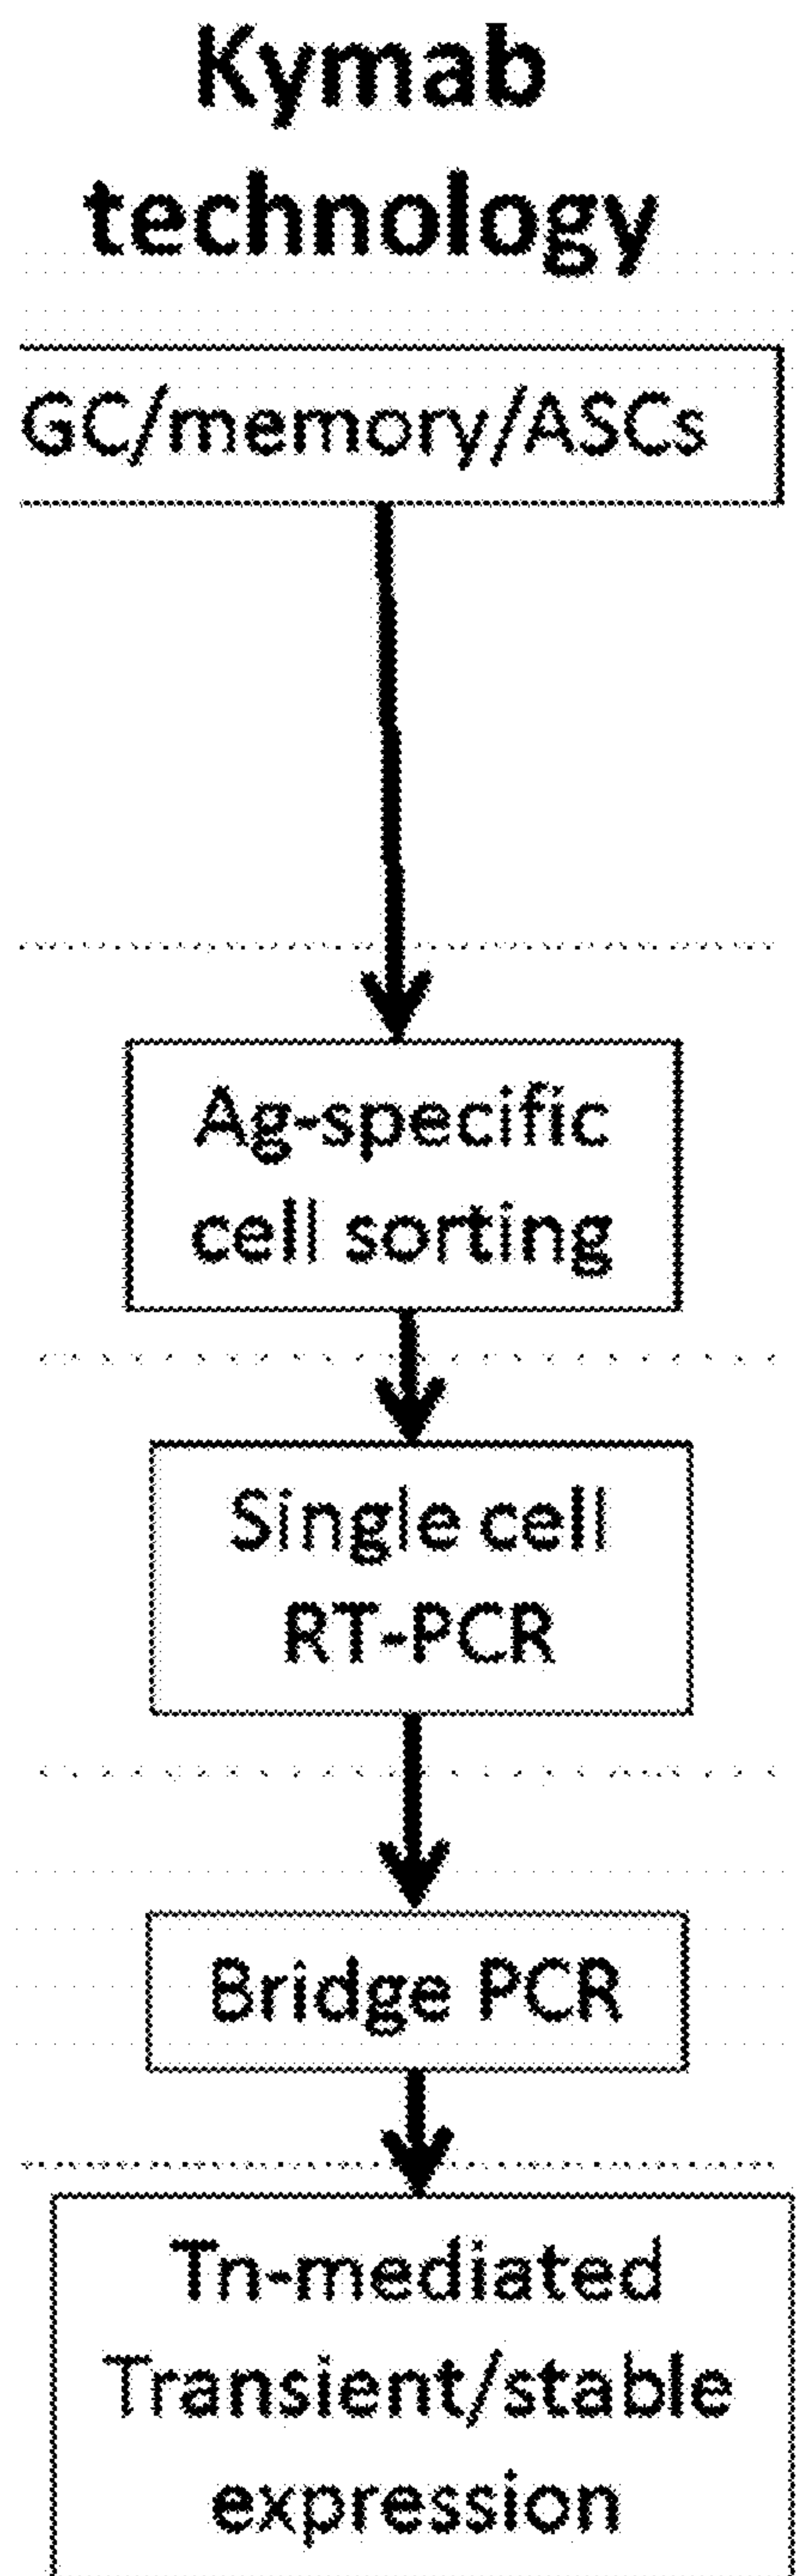 Kymab
technology
GC/memory/ASCs
Ag-specific
cell sorting
Single cell
RT-PCR
Bridge PCR
Tn-mediated
Transient/stable
expression